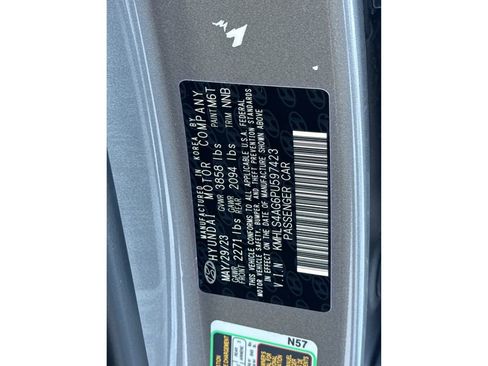 MANUFACTURED IN KOREA BY
HYUNDAI MOTOR COMPANY
MAY/29/23 GVWR 3858 lbs PAINT M6T
GAWR FRONT 2271 lbs GAWR REAR 2094 lbs TRIM NNB
THIS VEHICLE CONFORMS TO ALL APPLICABLE U.S.A. FEDERAL
MOTOR VEHICLE SAFETY, BUMPER, AND THEFT PREVENTION STANDARDS
IN EFFECT ON THE DATE OF MANUFACTURE SHOWN ABOVE
V.I.N KMHLS4AG6PU597423
PASSENGER CAR
N57